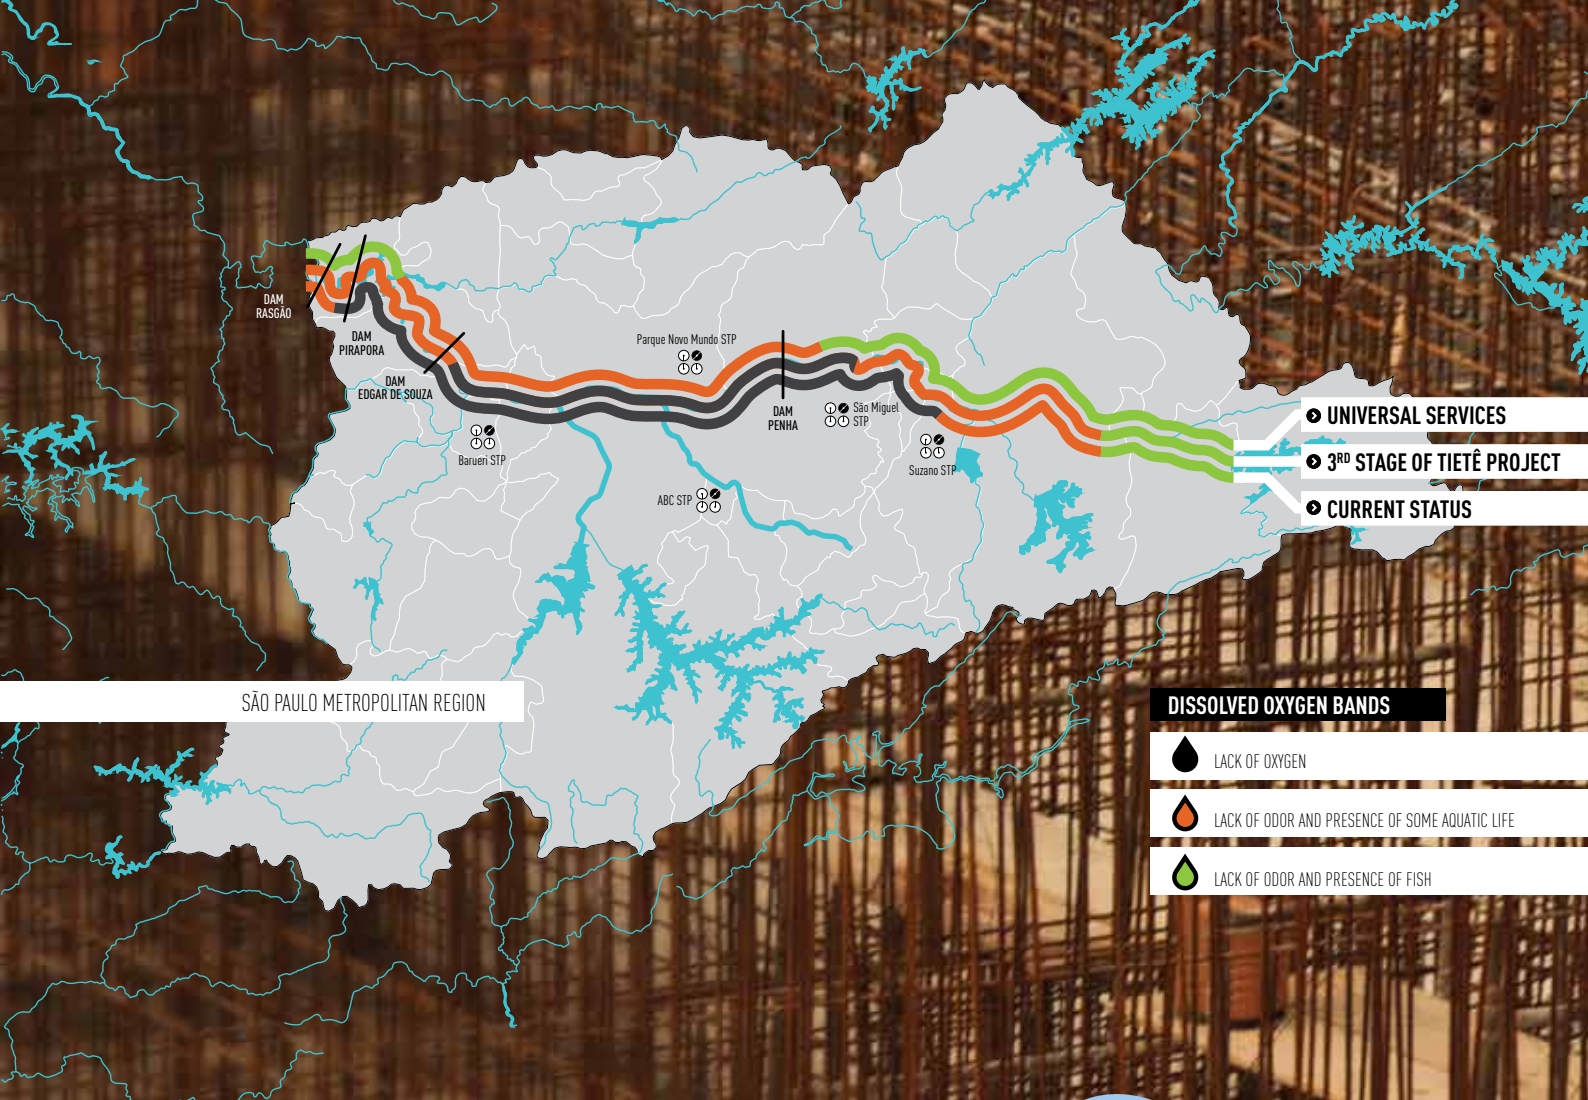 DAM
RASGÃO
DAM
PIRAPORA
DAM
EDGAR DE SOUZA
Parque Novo Mundo STP
DAM
PENHA
São Miguel
STP
Barueri STP
Suzano STP
ABC STP
UNIVERSAL SERVICES
3RD STAGE OF TIETÊ PROJECT
CURRENT STATUS
SÃO PAULO METROPOLITAN REGION
DISSOLVED OXYGEN BANDS
LACK OF OXYGEN
LACK OF ODOR AND PRESENCE OF SOME AQUATIC LIFE
LACK OF ODOR AND PRESENCE OF FISH